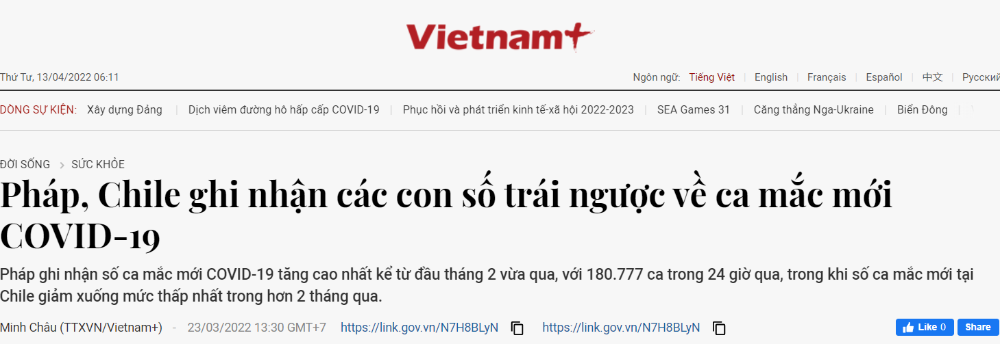 Vietnam+
Thứ Tư, 13/04/2022 06:11
Ngôn ngữ: Tiếng Việt | English | Français | Español | 中文 | Русский
DÒNG SỰ KIỆN: Xây dựng Đảng | Dịch viêm đường hô hấp cấp COVID-19 | Phục hồi và phát triển kinh tế-xã hội 2022-2023 | SEA Games 31 | Căng thẳng Nga-Ukraine | Biển Đông |
ĐỜI SỐNG > SỨC KHỎE
Pháp, Chile ghi nhận các con số trái ngược về ca mắc mới
COVID-19
Pháp ghi nhận số ca mắc mới COVID-19 tăng cao nhất kể từ đầu tháng 2 vừa qua, với 180.777 ca trong 24 giờ qua, trong khi số ca mắc mới tại
Chile giảm xuống mức thấp nhất trong hơn 2 tháng qua.
Minh Châu (TTXVN/Vietnam+) - 23/03/2022 13:30 GMT+7 https://link.gov.vn/N7H8BLyN https://link.gov.vn/N7H8BLyN Like 0 Share